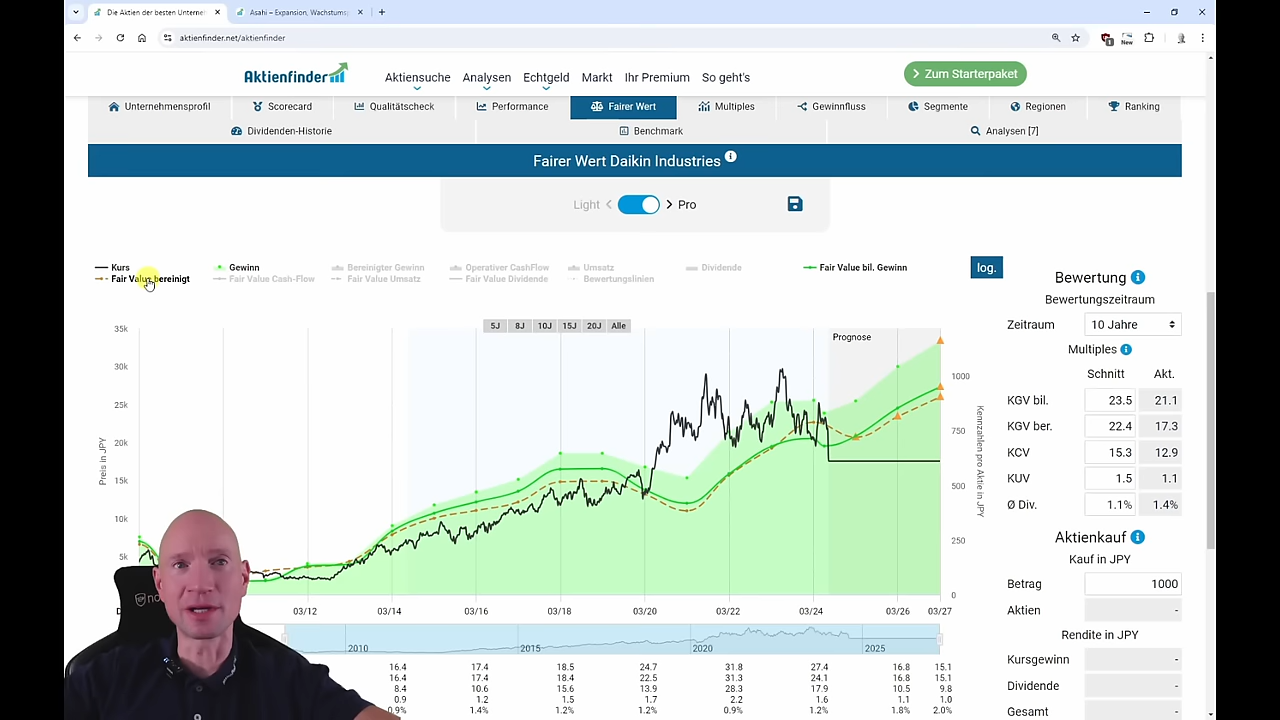 Die Aktien der besten Unterne
Asahi – Expansion, Wachstums
aktienfinder.net/aktienfinder
New
Aktienfinder
Aktiensuche Analysen Echtgeld Markt Ihr Premium So geht's
Zum Starterpaket
Unternehmensprofil Scorecard Qualitätscheck Performance Fairer Wert Multiples Gewinnfluss Segmente Regionen Ranking
Dividenden-Historie Benchmark Analysen [7]
Fairer Wert Daikin Industries
Light Pro
Kurs Gewinn Bereinigter Gewinn Operativer CashFlow Umsatz Dividende Fair Value bil. Gewinn
Fair Value bereinigt Fair Value Cash-Flow Fair Value Umsatz Fair Value Dividende Bewertungslinien
log.
5J 8J 10J 15J 20J Alle
Prognose
35k
30k
25k
20k
15k
10k
5k
Preis in JPY
1000
750
500
250
0
Kennzahlen pro Aktie in JPY
03/12 03/14 03/16 03/18 03/20 03/22 03/24 03/26 03/27
2010 2015 2020 2025
16.4 17.4 18.5 24.7 31.8 27.4 16.8 15.1
16.4 17.4 18.4 22.5 31.3 24.1 16.8 15.1
8.4 10.6 15.6 13.9 28.3 17.9 10.5 9.8
0.9 1.2 1.5 1.7 2.2 1.6 1.1 1.0
0.9% 1.4% 1.2% 1.2% 0.9% 1.2% 1.8% 2.0%
Bewertung
Bewertungszeitraum
Zeitraum 10 Jahre
Multiples
Schnitt Akt.
KGV bil. 23.5 21.1
KGV ber. 22.4 17.3
KCV 15.3 12.9
KUV 1.5 1.1
Ø Div. 1.1% 1.4%
Aktienkauf
Kauf in JPY
Betrag 1000
Aktien -
Rendite in JPY
Kursgewinn -
Dividende -
Gesamt -